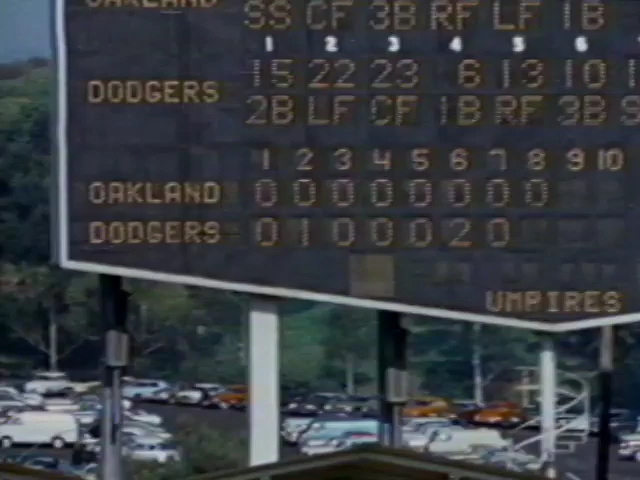 OAKLAND
SS CF 3B RF LF 1B
1 2 3 4 5 6
DODGERS 15 22 23 6 13 10 1
2B LF CF 1B RF 3B S
1 2 3 4 5 6 7 8 9 10
OAKLAND 0 0 0 0 0 0 0 0
DODGERS 0 1 0 0 0 2 0
UMPIRES